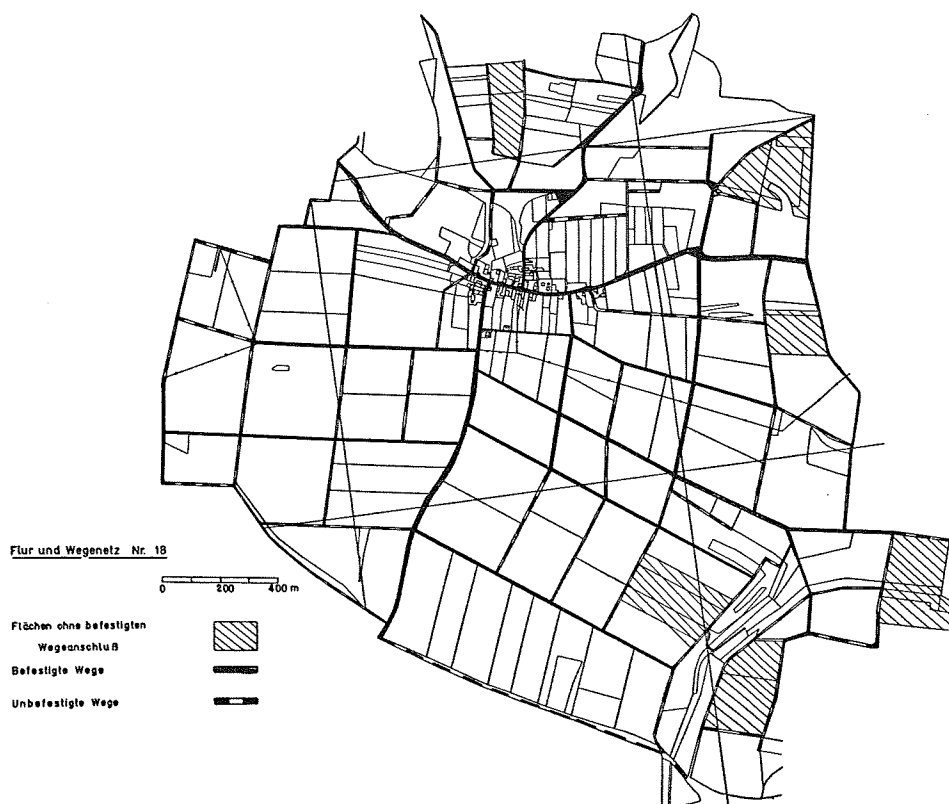 Flur und Wegenetz Nr. 18
0 200 400 m
Flächen ohne befestigten
Wegeanschluß
Befestigte Wege
Unbefestigte Wege